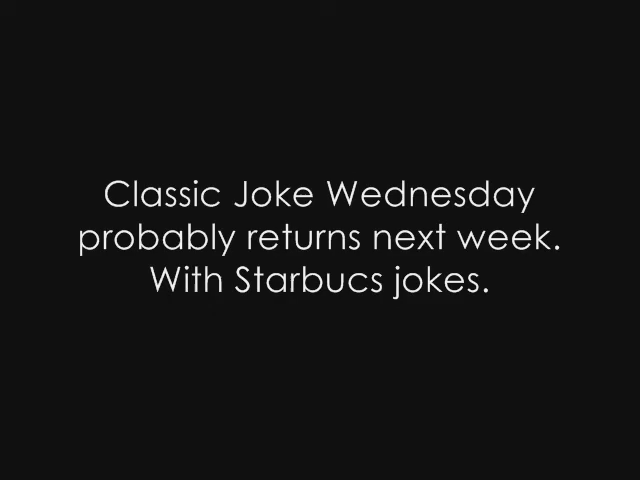 Classic Joke Wednesday
probably returns next week.
With Starbucs jokes.